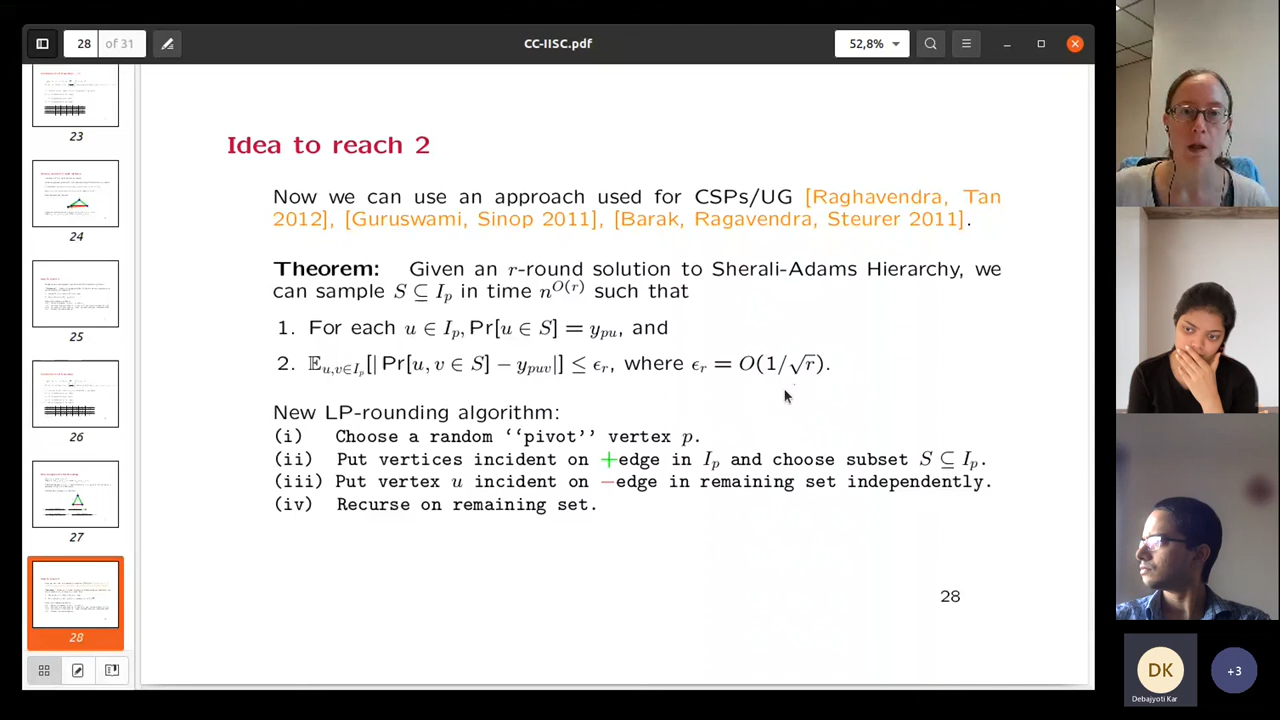 28 of 31
CC-IISC.pdf
52,8%
23
24
25
26
27
28
Idea to reach 2
Now we can use an approach used for CSPs/UG [Raghavendra, Tan
2012], [Guruswami, Sinop 2011], [Barak, Ragavendra, Steurer 2011].
Theorem: Given an r-round solution to Sherali-Adams Hierarchy, we
can sample S ⊆ I_p in time n^{O(r)} such that
1. For each u ∈ I_p, Pr[u ∈ S] = y_{pu}, and
2. 𝔼_{u,v∈I_p}[| Pr[u, v ∈ S] − y_{puv}|] ≤ ϵ_r, where ϵ_r = O(1/√r).
New LP-rounding algorithm:
(i) Choose a random ‘‘pivot’’ vertex p.
(ii) Put vertices incident on +edge in I_p and choose subset S ⊆ I_p.
(iii) Put vertex u incident on −edge in remaining set independently.
(iv) Recurse on remaining set.
28
DK
Debajyoti Kar
+3